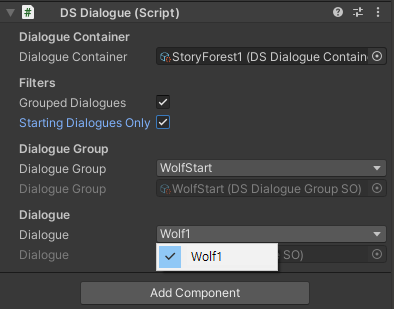 DS Dialogue (Script)
Dialogue Container
Dialogue Container StoryForest1 (DS Dialogue Contain
Filters
Grouped Dialogues
Starting Dialogues Only
Dialogue Group
Dialogue Group WolfStart
Dialogue Group WolfStart (DS Dialogue Group SO)
Dialogue
Dialogue Wolf1
Dialogue SO)
Wolf1
Add Component